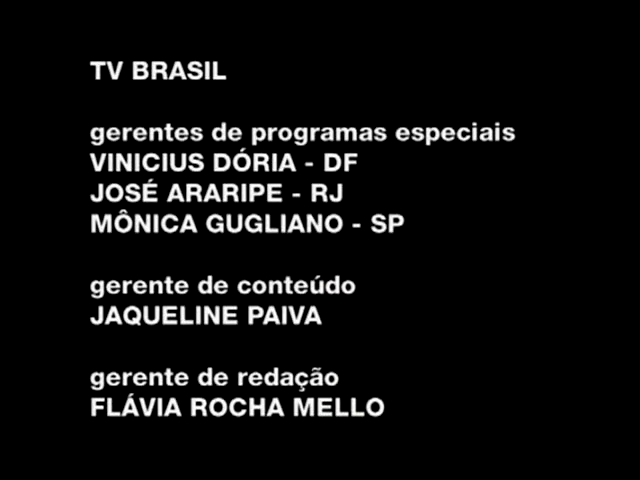 TV BRASIL
gerentes de programas especiais
VINICIUS DÓRIA - DF
JOSÉ ARARIPE - RJ
MÔNICA GUGLIANO - SP
gerente de conteúdo
JAQUELINE PAIVA
gerente de redação
FLÁVIA ROCHA MELLO